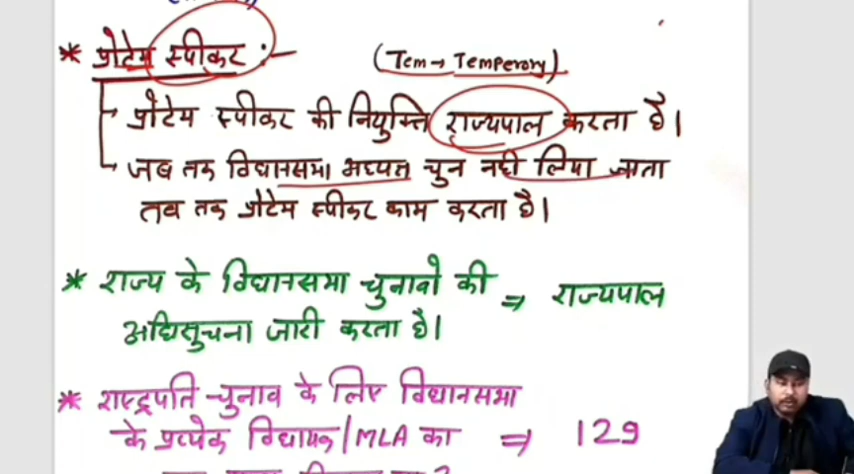 * प्रोटेम स्पीकर :-
(Tem→ Temperory)
प्रोटेम स्पीकर की नियुक्ति राज्यपाल करता है।
जब तक विधानसभा अध्यक्ष चुन नही लिया जाता
तब तक प्रोटेम स्पीकर काम करता है।
* राज्य के विधानसभा चुनावों की ⇒ राज्यपाल
अधिसूचना जारी करता है।
* राष्ट्रपति चुनाव के लिए विधानसभा
के प्रत्येक विधायक/MLA का ⇒ 129